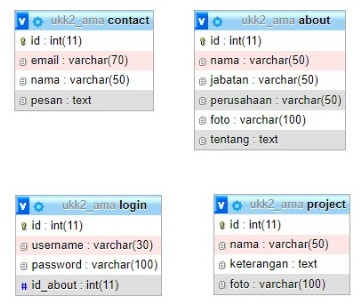 ukk2_ama contact
id : int(11)
email : varchar(70)
nama : varchar(50)
pesan : text
ukk2_ama about
id : int(11)
nama : varchar(50)
jabatan : varchar(50)
perusahaan : varchar(50)
foto : varchar(100)
tentang : text
ukk2_ama login
id : int(11)
username : varchar(30)
password : varchar(100)
# id_about : int(11)
ukk2_ama project
id : int(11)
nama : varchar(50)
keterangan : text
foto : varchar(100)